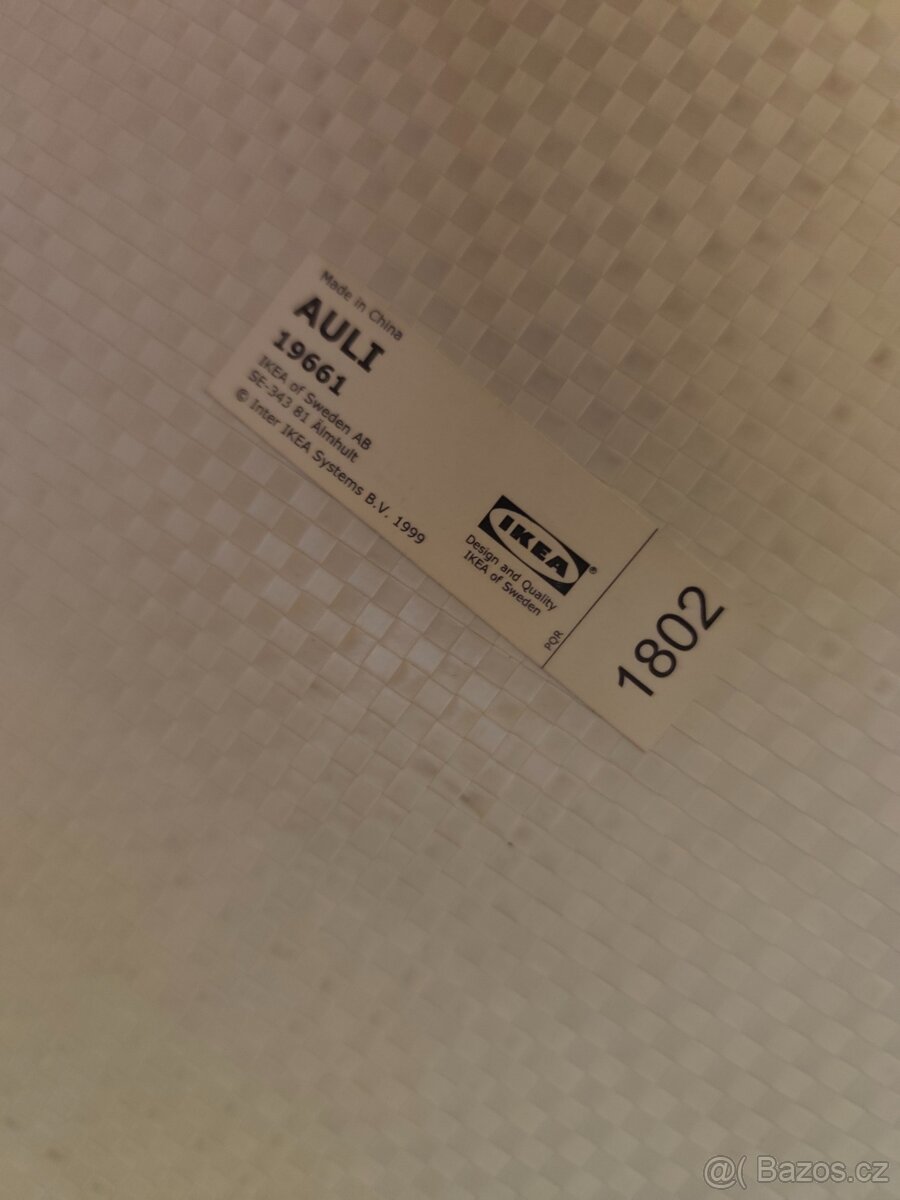 Made in China
AULI
19661
IKEA of Sweden AB
SE-343 81 Älmhult
© Inter IKEA Systems B.V. 1999
IKEA®
Design and Quality
IKEA of Sweden
PQR
1802
@( Bazos.cz